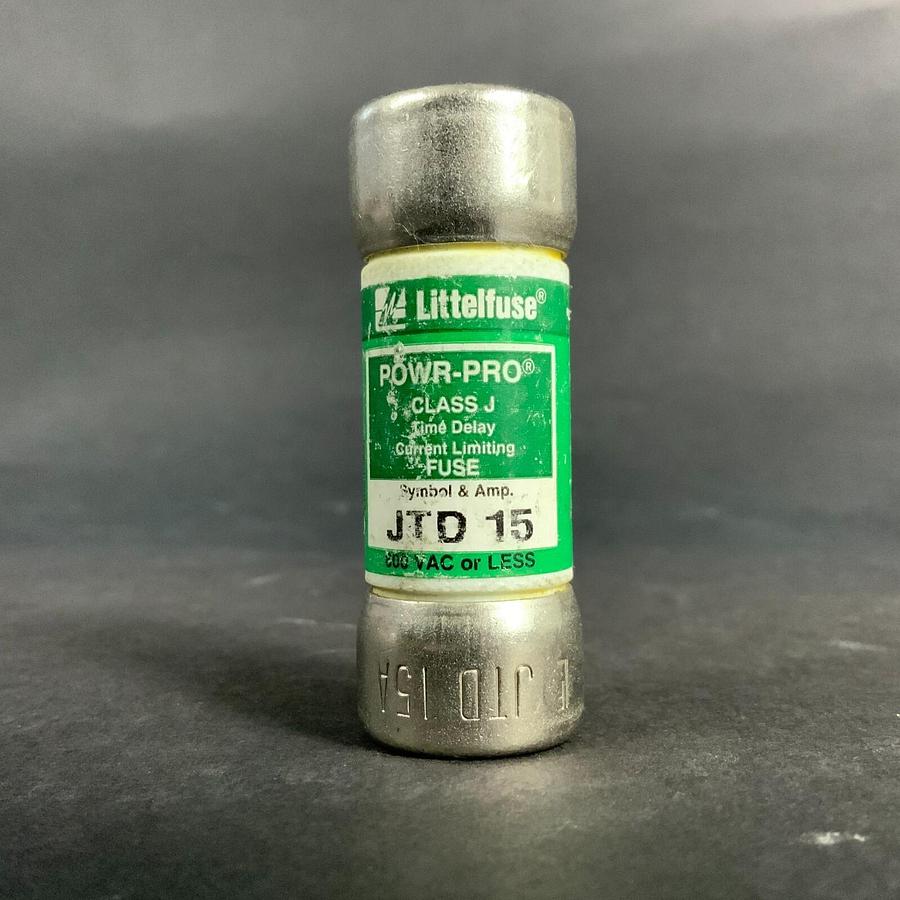 Littelfuse®
POWR-PRO®
CLASS J
Time Delay
Current Limiting
FUSE
Symbol & Amp.
JTD 15
600 VAC or LESS
JTD 15A